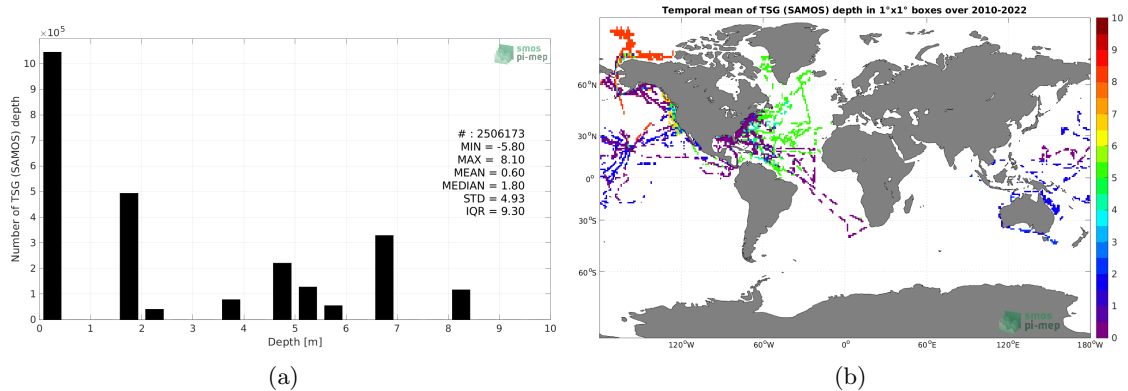 ×10⁵
smos
pi-mep
10
9
8
7
6
5
4
3
2
1
0
Number of TSG (SAMOS) depth
# : 2506173
MIN = -5.80
MAX = 8.10
MEAN = 0.60
MEDIAN = 1.80
STD = 4.93
IQR = 9.30
0 1 2 3 4 5 6 7 8 9 10
Depth [m]
(a)
Temporal mean of TSG (SAMOS) depth in 1°x1° boxes over 2010-2022
60°N
30°N
0°
30°S
60°S
120°W 60°W 0° 60°E 120°E 180°W
smos
pi-mep
10
9
8
7
6
5
4
3
2
1
0
(b)